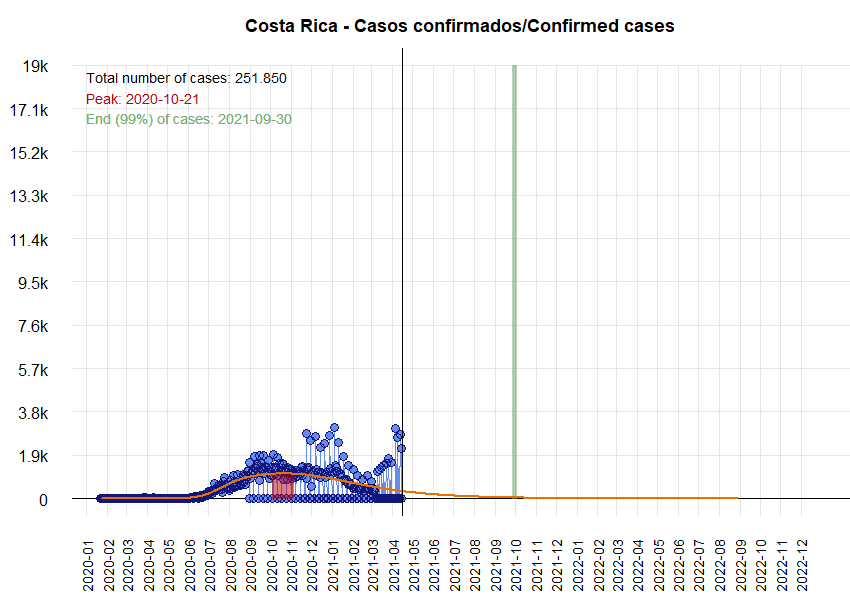 Costa Rica - Casos confirmados/Confirmed cases
19k
17.1k
15.2k
13.3k
11.4k
9.5k
7.6k
5.7k
3.8k
1.9k
0
Total number of cases: 251.850
Peak: 2020-10-21
End (99%) of cases: 2021-09-30
2020-01
2020-02
2020-03
2020-04
2020-05
2020-06
2020-07
2020-08
2020-09
2020-10
2020-11
2020-12
2021-01
2021-02
2021-03
2021-04
2021-05
2021-06
2021-07
2021-08
2021-09
2021-10
2021-11
2021-12
2022-01
2022-02
2022-03
2022-04
2022-05
2022-06
2022-07
2022-08
2022-09
2022-10
2022-11
2022-12